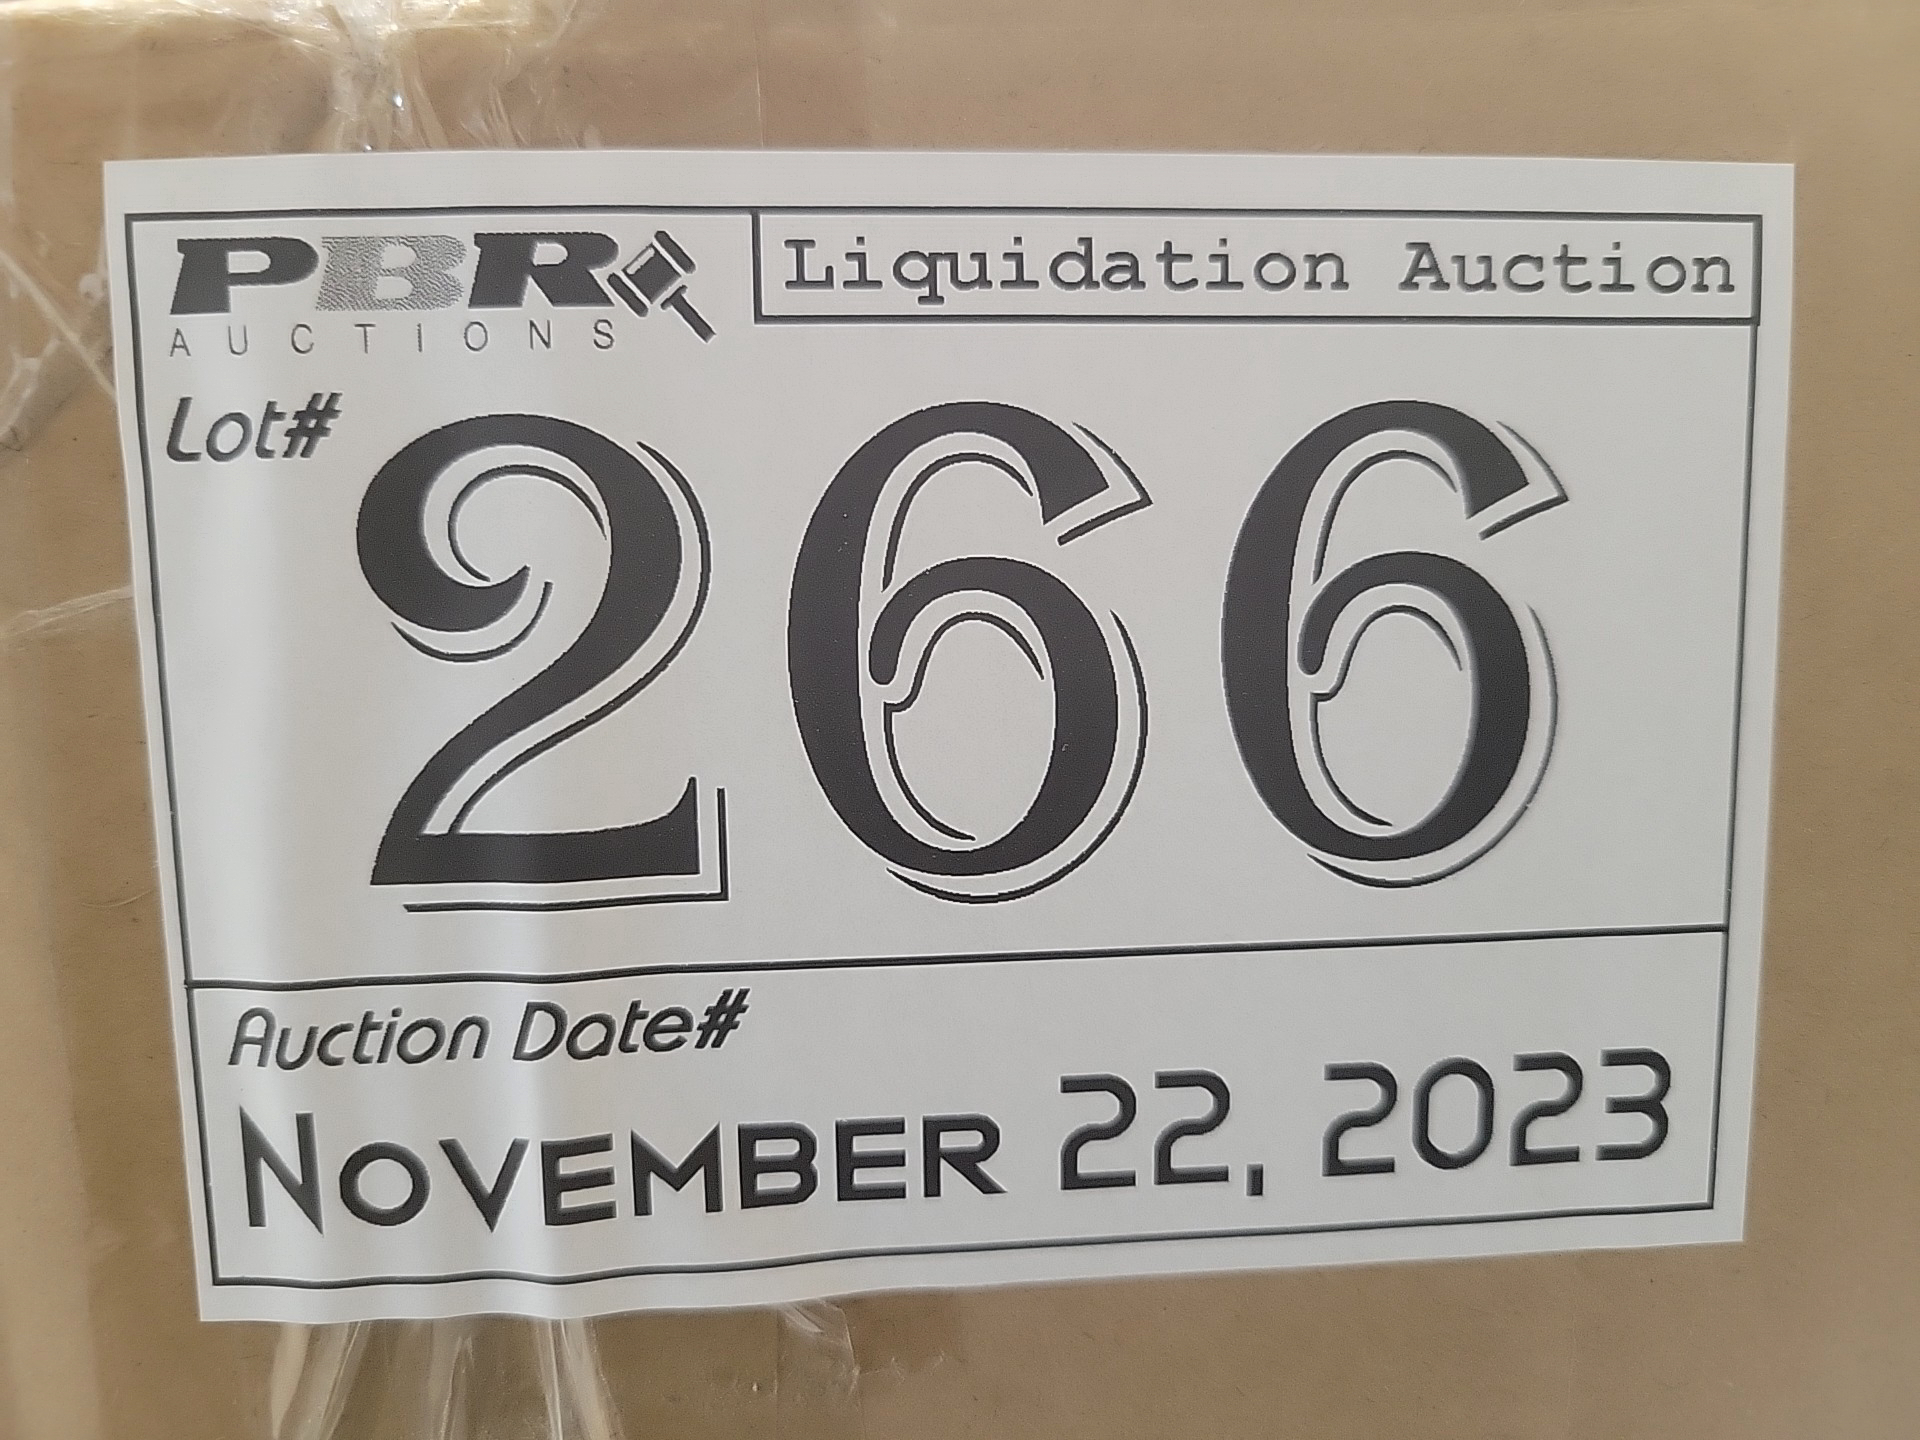 PBR
AUCTIONS
Liquidation Auction
Lot#
266
Auction Date#
NOVEMBER 22, 2023